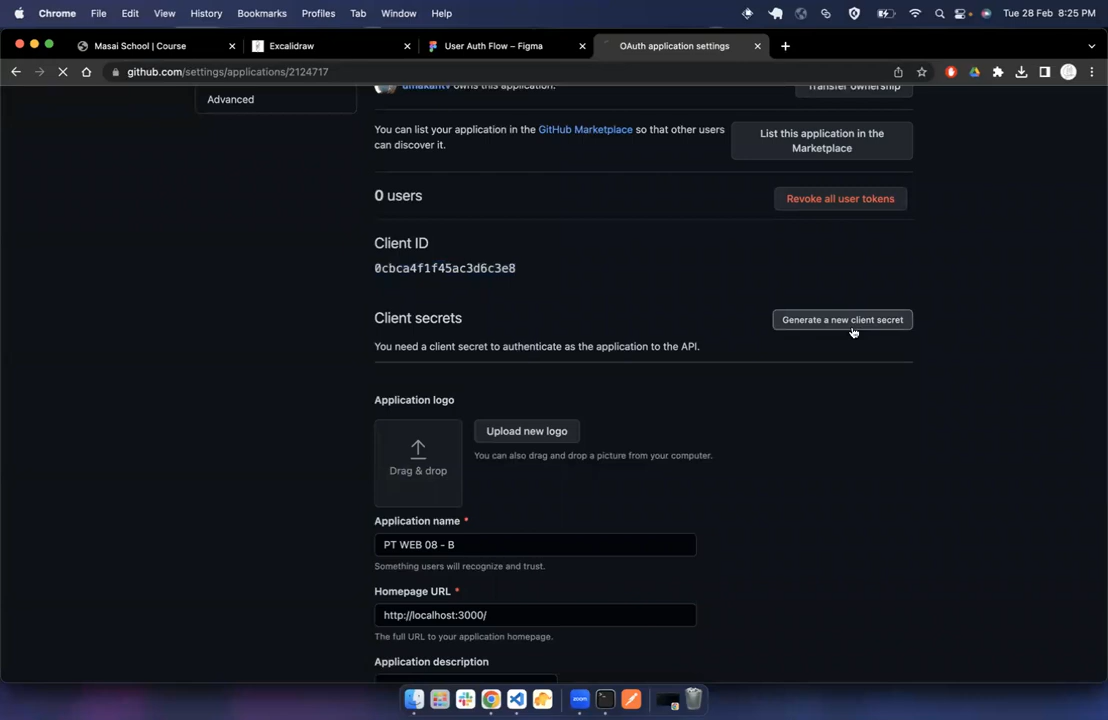 Chrome File Edit View History Bookmarks Profiles Tab Window Help Tue 28 Feb 8:25 PM
Masai School | Course Excalidraw User Auth Flow – Figma OAuth application settings
github.com/settings/applications/2124717
Advanced
umakantv owns this application.
Transfer ownership
You can list your application in the GitHub Marketplace so that other users
can discover it.
List this application in the
Marketplace
0 users
Revoke all user tokens
Client ID
0cbca4f1f45ac3d6c3e8
Client secrets
Generate a new client secret
You need a client secret to authenticate as the application to the API.
Application logo
Drag & drop
Upload new logo
You can also drag and drop a picture from your computer.
Application name *
PT WEB 08 - B
Something users will recognize and trust.
Homepage URL *
http://localhost:3000/
The full URL to your application homepage.
Application description
zoom